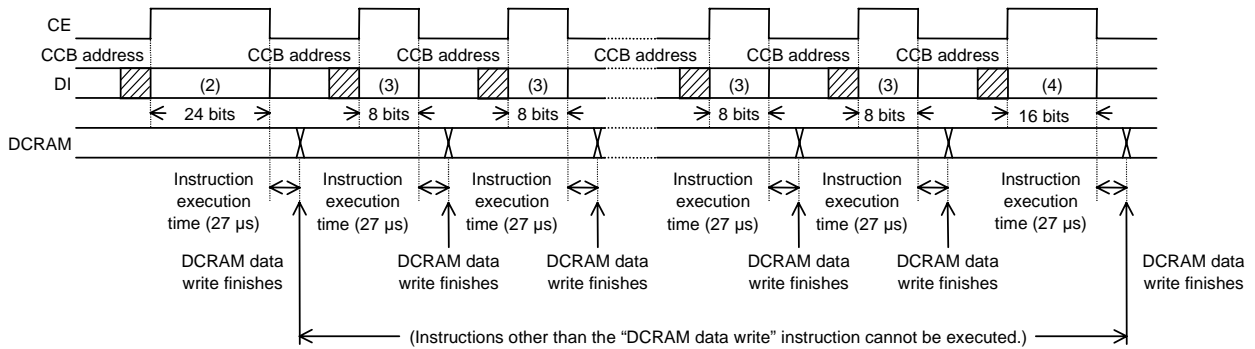 CE
CCB address CCB address CCB address CCB address CCB address CCB address
DI (2) (3) (3) (3) (3) (4)
24 bits 8 bits 8 bits 8 bits 8 bits 16 bits
DCRAM
Instruction Instruction Instruction Instruction Instruction Instruction
execution execution execution execution execution execution
time (27 µs) time (27 µs) time (27 µs) time (27 µs) time (27 µs) time (27 µs)
DCRAM data DCRAM data DCRAM data DCRAM data DCRAM data DCRAM data
write finishes write finishes write finishes write finishes write finishes write finishes
(Instructions other than the “DCRAM data write” instruction cannot be executed.)